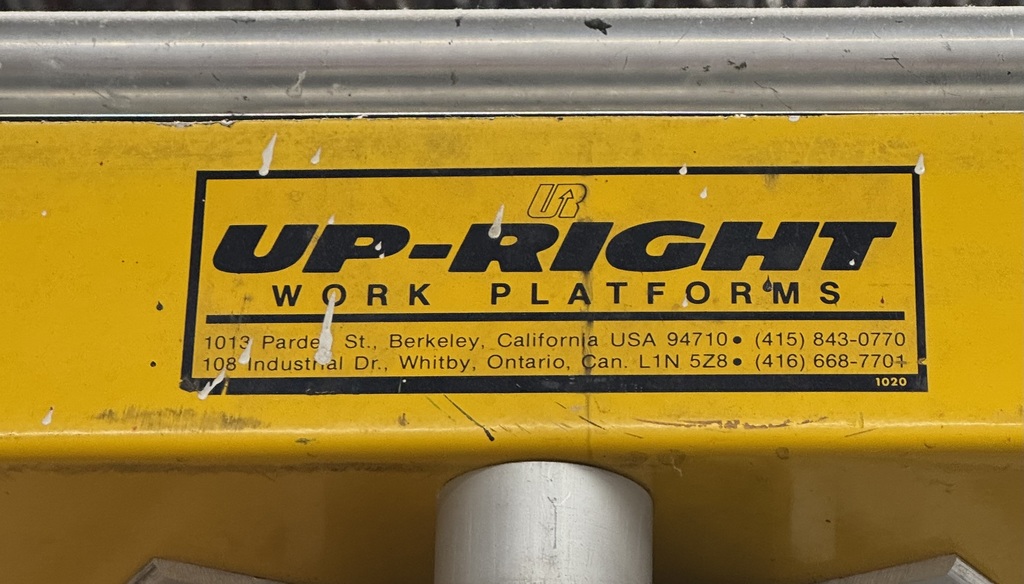 UR
UP-RIGHT
WORK PLATFORMS
1013 Pardee St., Berkeley, California USA 94710 • (415) 843-0770
108 Industrial Dr., Whitby, Ontario, Can. L1N 5Z8 • (416) 668-7701
1020